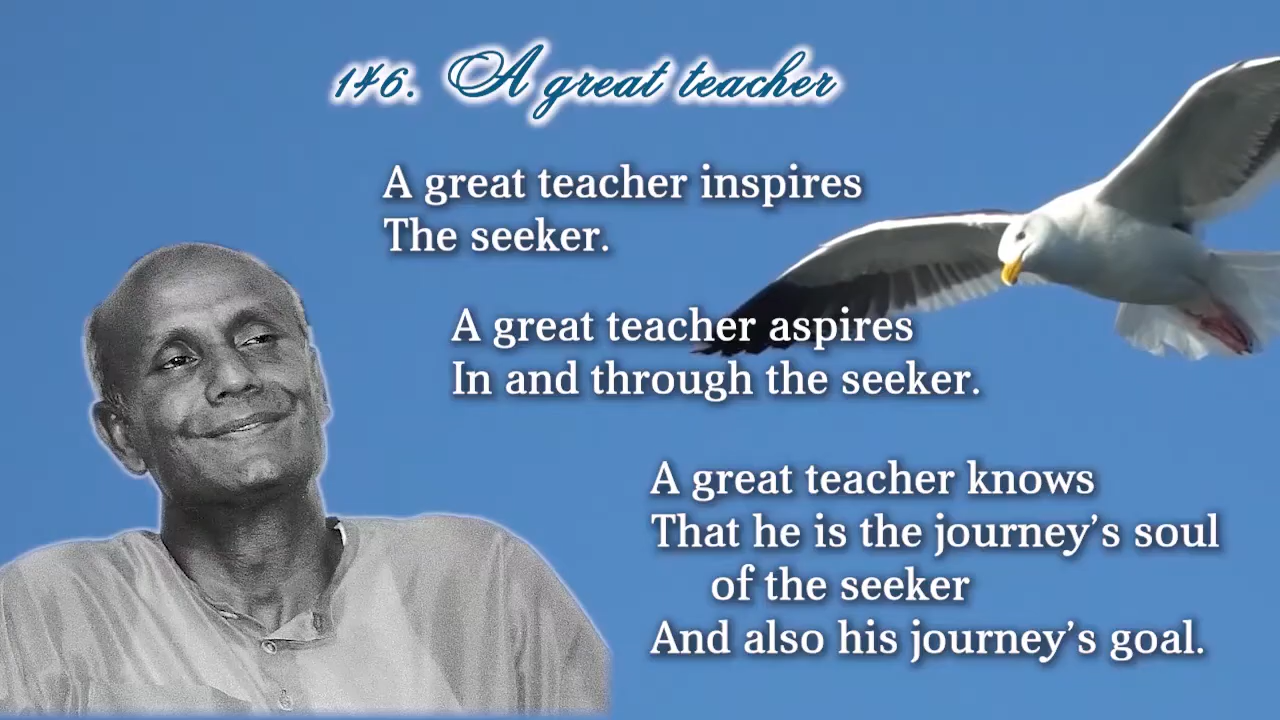 146. A great teacher
A great teacher inspires
The seeker.
A great teacher aspires
In and through the seeker.
A great teacher knows
That he is the journey’s soul
of the seeker
And also his journey’s goal.